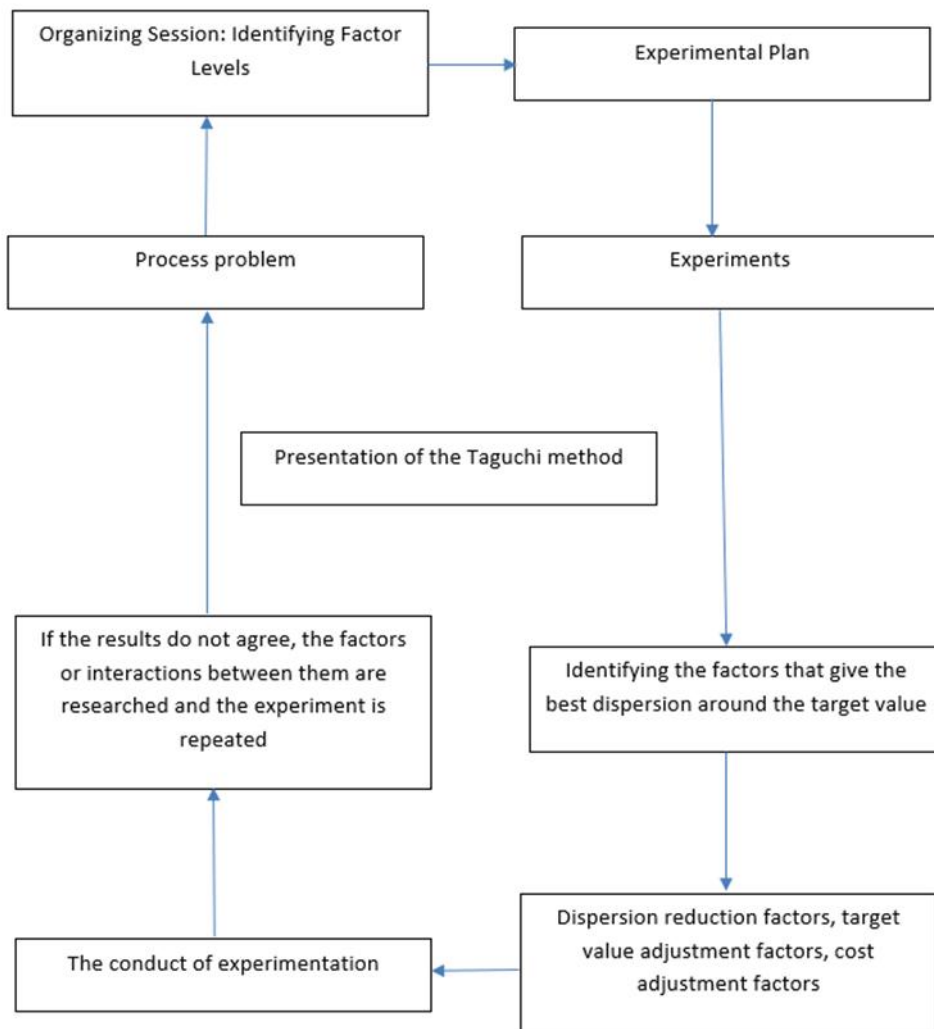 Organizing Session: Identifying Factor
Levels
Experimental Plan
Process problem
Experiments
Presentation of the Taguchi method
If the results do not agree, the factors
or interactions between them are
researched and the experiment is
repeated
Identifying the factors that give the
best dispersion around the target value
Dispersion reduction factors, target
value adjustment factors, cost
adjustment factors
The conduct of experimentation